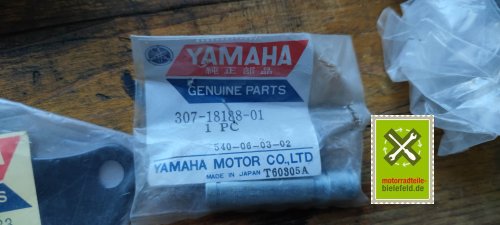 YAMAHA
純正部品
GENUINE PARTS
307-18188-01
1 PC
540-06-03-02
YAMAHA MOTOR CO.,LTD
MADE IN JAPAN T60305A
motorradteile-
bielefeld.de